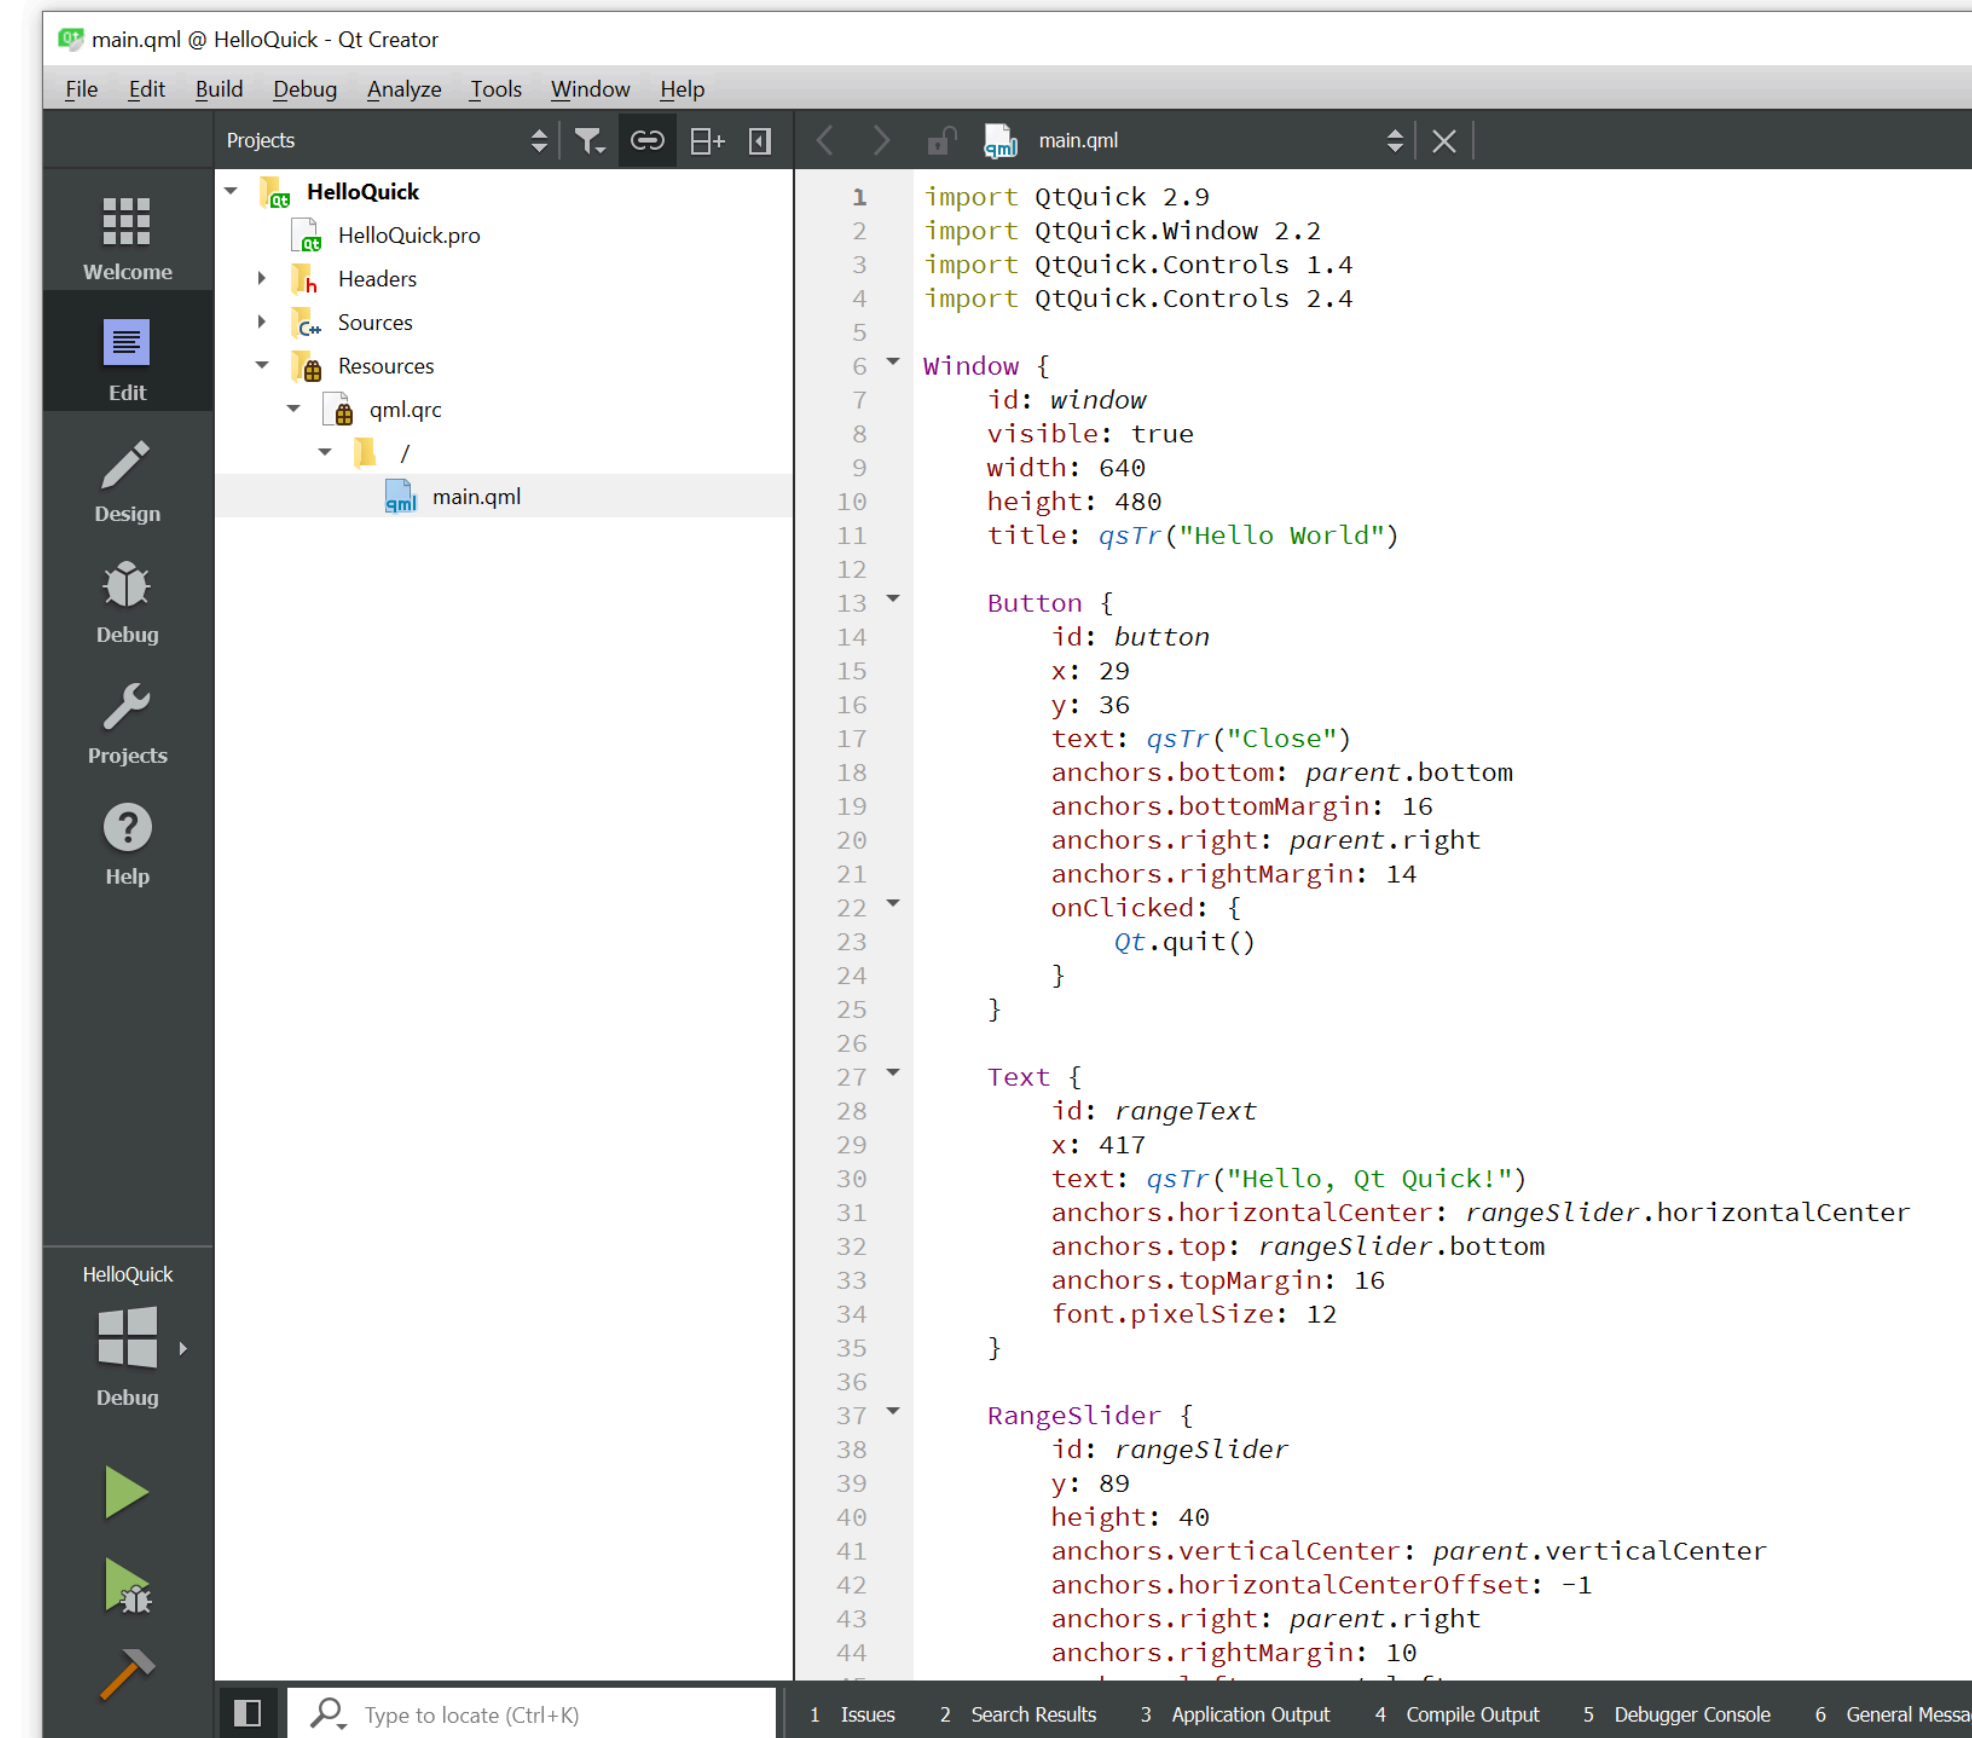 main.qml @ HelloQuick - Qt Creator
File Edit Build Debug Analyze Tools Window Help
Projects
main.qml
Welcome
Edit
Design
Debug
Projects
Help
HelloQuick
Debug
HelloQuick
HelloQuick.pro
Headers
Sources
Resources
qml.qrc
/
main.qml
1 import QtQuick 2.9
2 import QtQuick.Window 2.2
3 import QtQuick.Controls 1.4
4 import QtQuick.Controls 2.4
5
6 Window {
7 id: window
8 visible: true
9 width: 640
10 height: 480
11 title: qsTr("Hello World")
12
13 Button {
14 id: button
15 x: 29
16 y: 36
17 text: qsTr("Close")
18 anchors.bottom: parent.bottom
19 anchors.bottomMargin: 16
20 anchors.right: parent.right
21 anchors.rightMargin: 14
22 onClicked: {
23 Qt.quit()
24 }
25 }
26
27 Text {
28 id: rangeText
29 x: 417
30 text: qsTr("Hello, Qt Quick!")
31 anchors.horizontalCenter: rangeSlider.horizontalCenter
32 anchors.top: rangeSlider.bottom
33 anchors.topMargin: 16
34 font.pixelSize: 12
35 }
36
37 RangeSlider {
38 id: rangeSlider
39 y: 89
40 height: 40
41 anchors.verticalCenter: parent.verticalCenter
42 anchors.horizontalCenterOffset: -1
43 anchors.right: parent.right
44 anchors.rightMargin: 10
Type to locate (Ctrl+K)
1 Issues 2 Search Results 3 Application Output 4 Compile Output 5 Debugger Console 6 General Messa